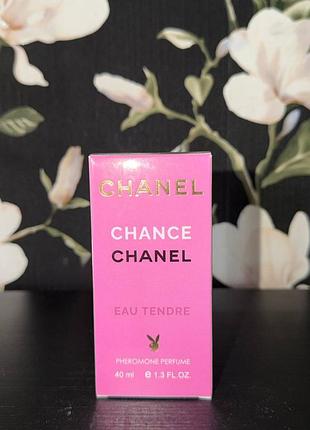 CHANEL
CHANCE
CHANEL
EAU TENDRE
PHEROMONE PERFUME
40 ml e 1.3 FL.OZ.